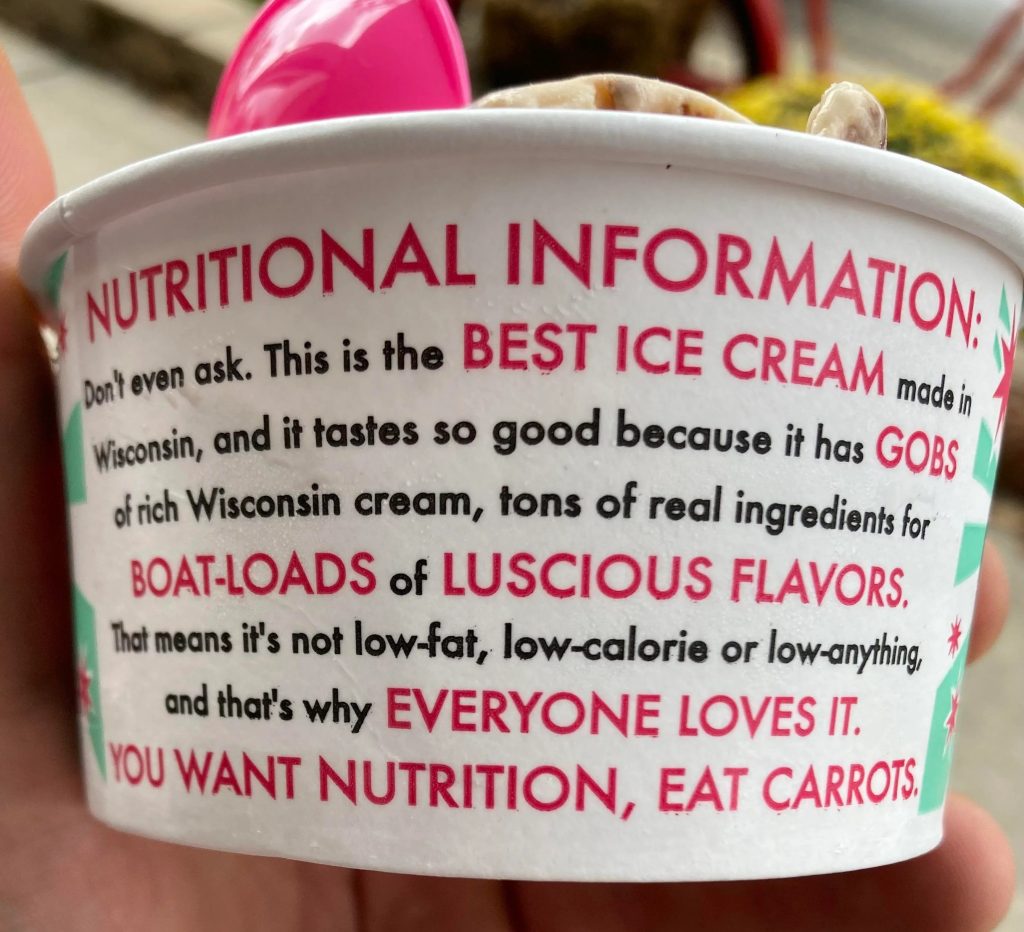 NUTRITIONAL INFORMATION:
Don't even ask. This is the BEST ICE CREAM made in
Wisconsin, and it tastes so good because it has GOBS
of rich Wisconsin cream, tons of real ingredients for
BOAT-LOADS of LUSCIOUS FLAVORS.
That means it's not low-fat, low-calorie or low-anything,
and that's why EVERYONE LOVES IT.
YOU WANT NUTRITION, EAT CARROTS.